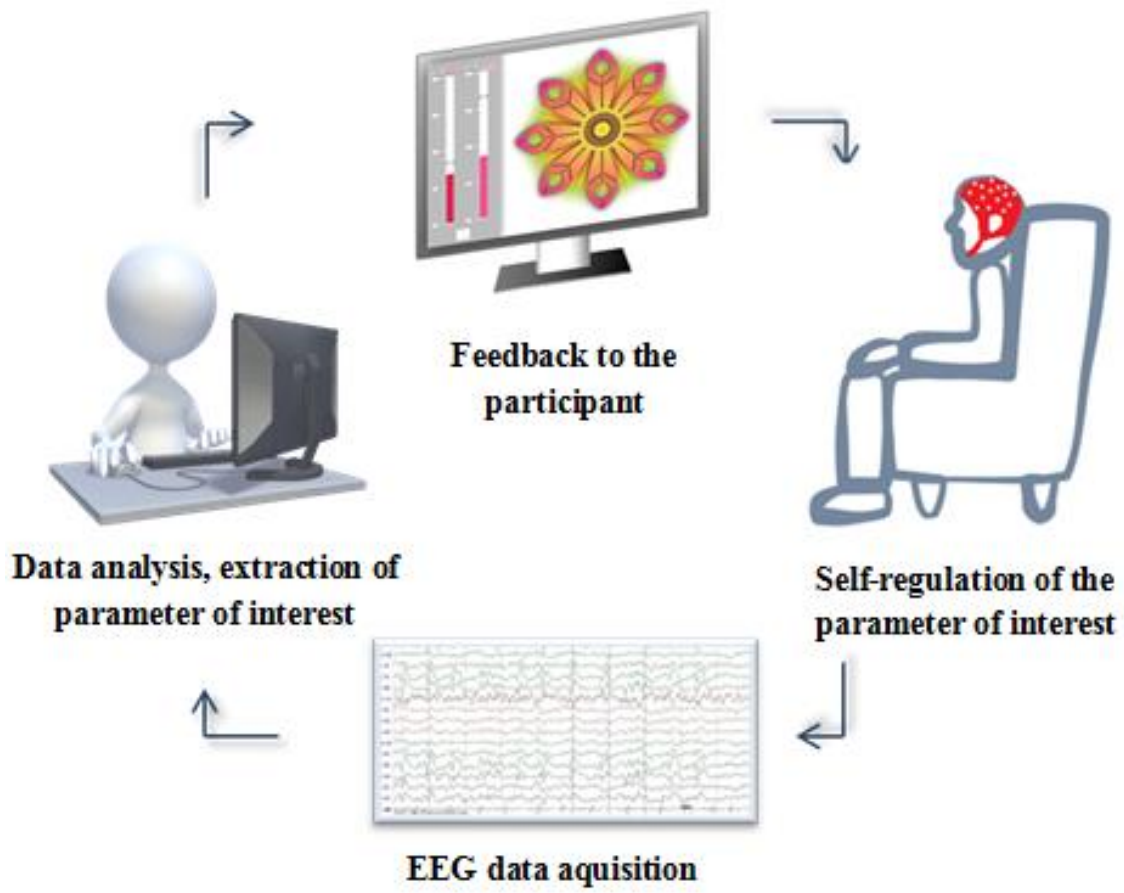 Feedback to the
participant
Data analysis, extraction of
parameter of interest
Self-regulation of the
parameter of interest
EEG data aquisition